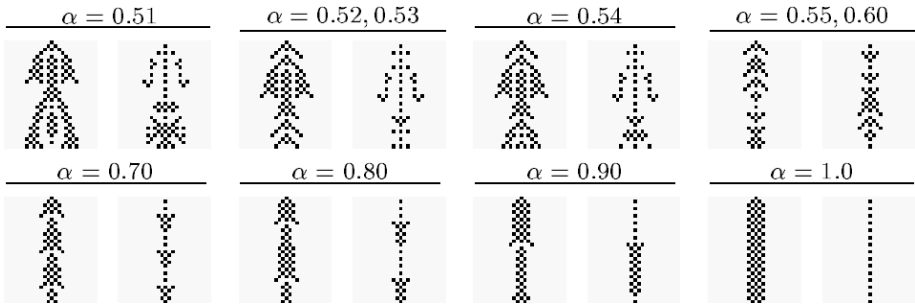 α = 0.51 α = 0.52, 0.53 α = 0.54 α = 0.55, 0.60
α = 0.70 α = 0.80 α = 0.90 α = 1.0